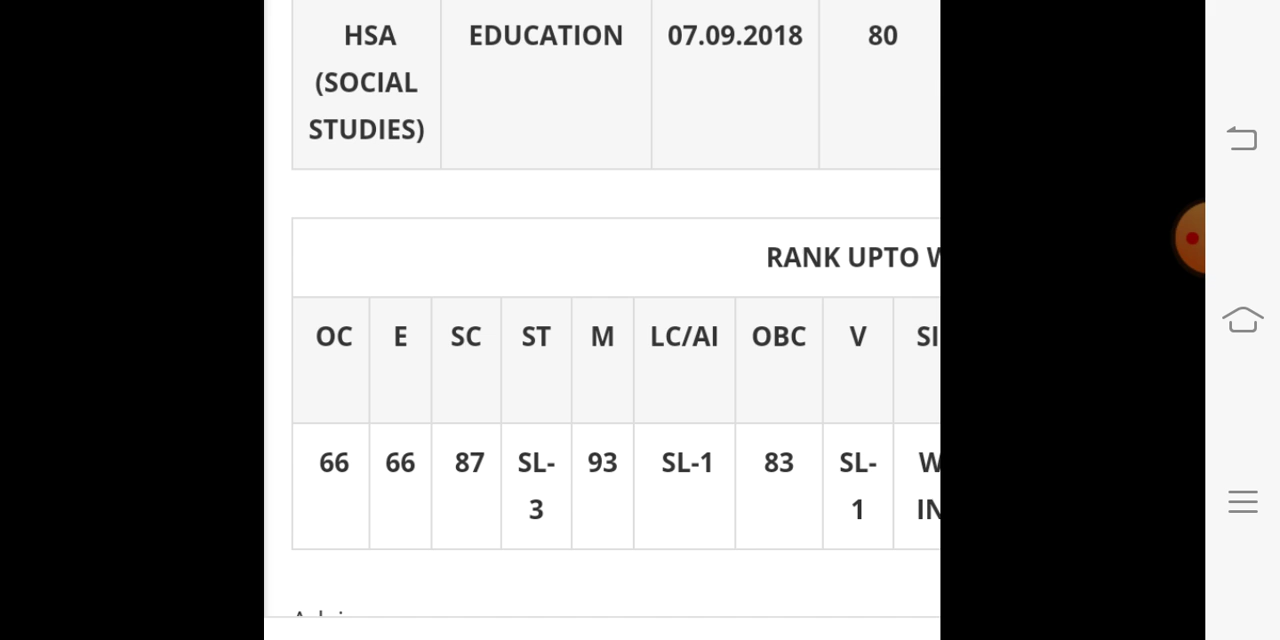 HSA EDUCATION 07.09.2018 80
(SOCIAL
STUDIES)
RANK UPTO
OC E SC ST M LC/AI OBC V
66 66 87 SL- 93 SL-1 83 SL-
3 1